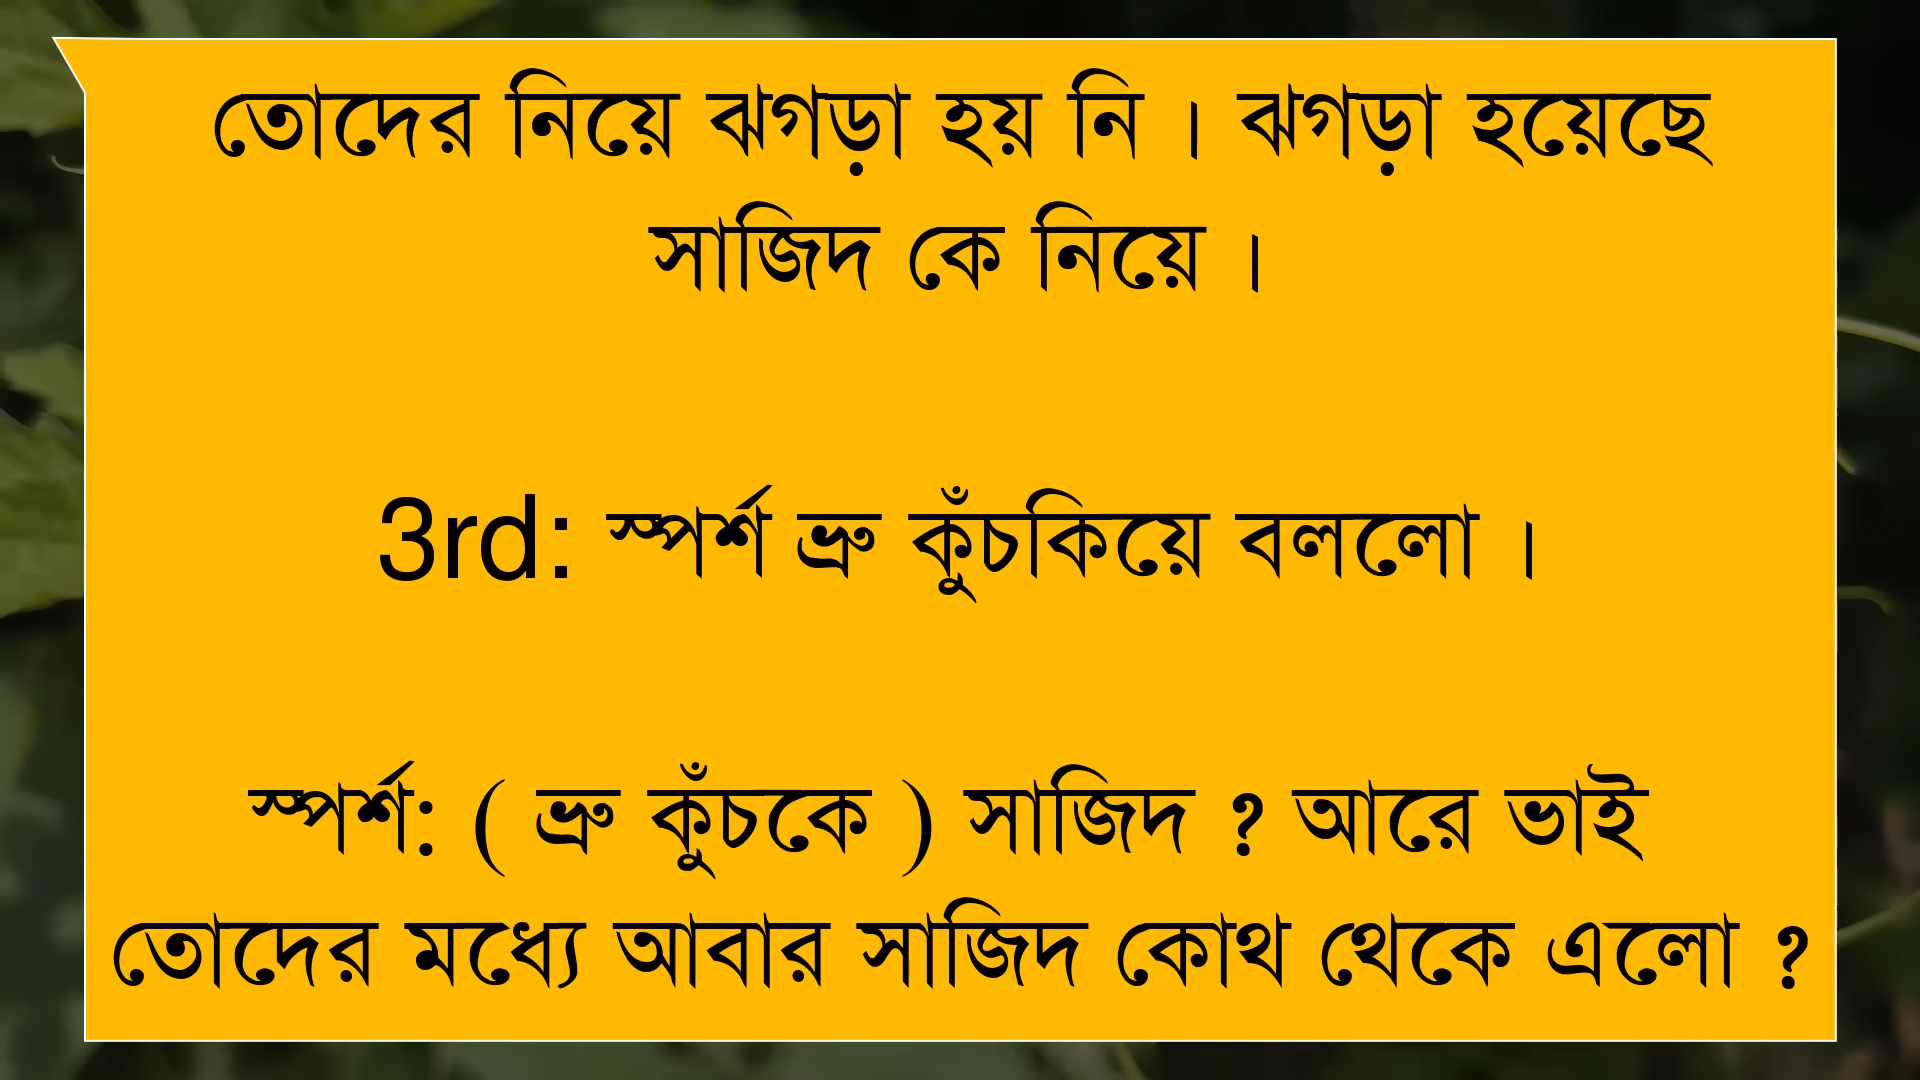 তোদের নিয়ে ঝগড়া হয় নি । ঝগড়া হয়েছে
সাজিদ কে নিয়ে ।
3rd: স্পর্শ ভ্রু কুঁচকিয়ে বললো ।
স্পর্শ: ( ভ্রু কুঁচকে ) সাজিদ ? আরে ভাই
তোদের মধ্যে আবার সাজিদ কোথ থেকে এলো ?